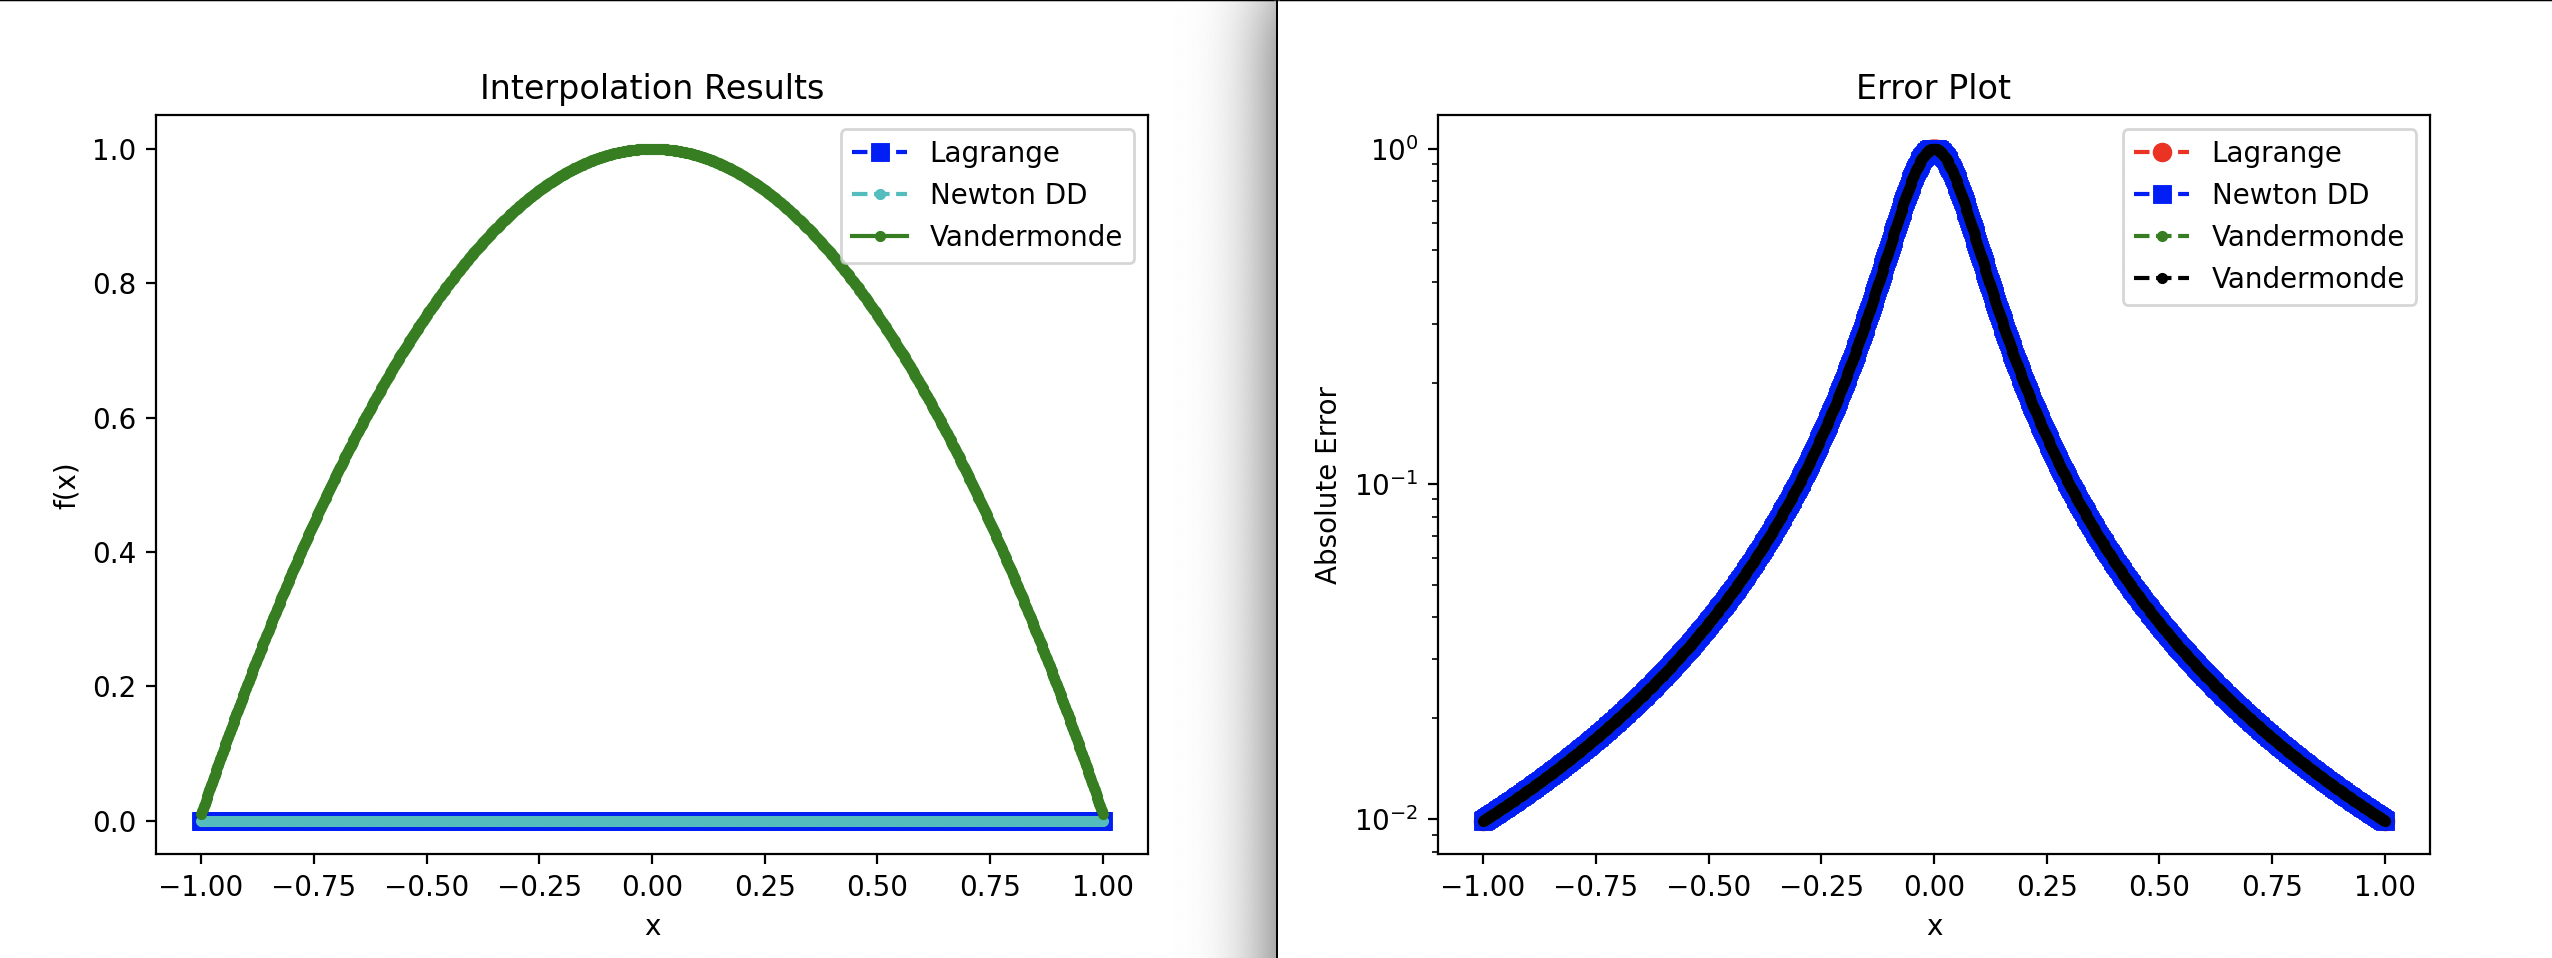 Interpolation Results
Lagrange
Newton DD
Vandermonde
f(x)
1.0
0.8
0.6
0.4
0.2
0.0
−1.00 −0.75 −0.50 −0.25 0.00 0.25 0.50 0.75 1.00
x
Error Plot
Lagrange
Newton DD
Vandermonde
Vandermonde
Absolute Error
10⁰
10⁻¹
10⁻²
−1.00 −0.75 −0.50 −0.25 0.00 0.25 0.50 0.75 1.00
x